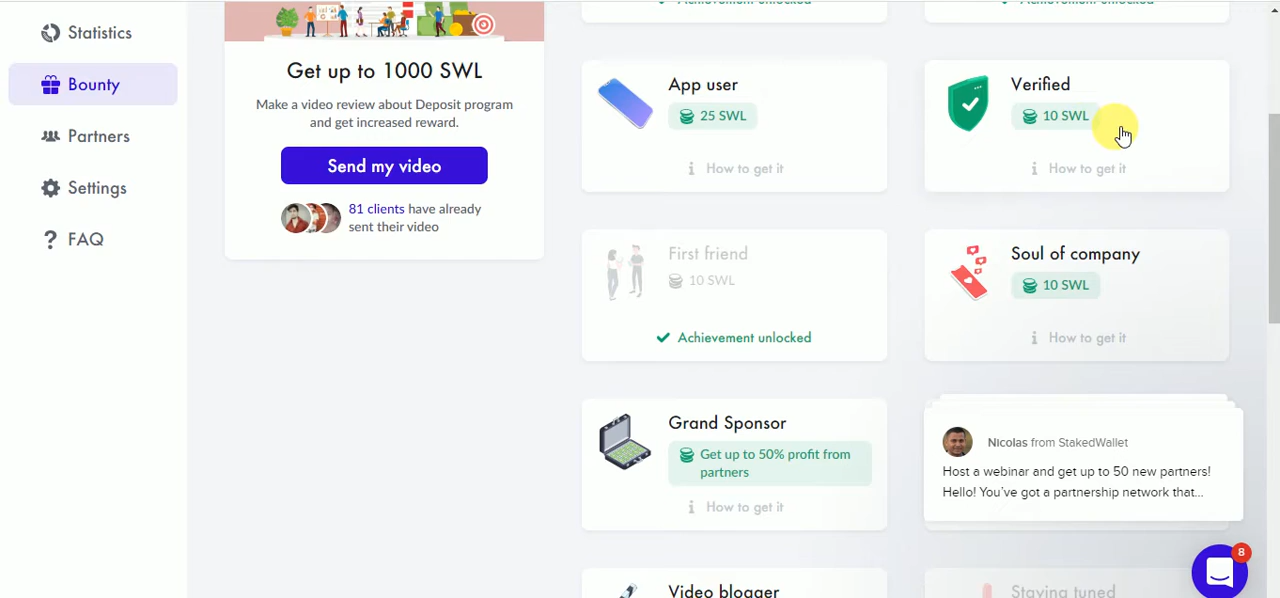 Statistics
Bounty
Partners
Settings
FAQ
Get up to 1000 SWL
Make a video review about Deposit program
and get increased reward.
Send my video
81 clients have already
sent their video
Achievement unlocked
Achievement unlocked
App user
25 SWL
How to get it
Verified
10 SWL
How to get it
First friend
10 SWL
Achievement unlocked
Soul of company
10 SWL
How to get it
Grand Sponsor
Get up to 50% profit from
partners
How to get it
Nicolas from StakedWallet
Host a webinar and get up to 50 new partners!
Hello! You've got a partnership network that...
8
Video blogger
Staying tuned